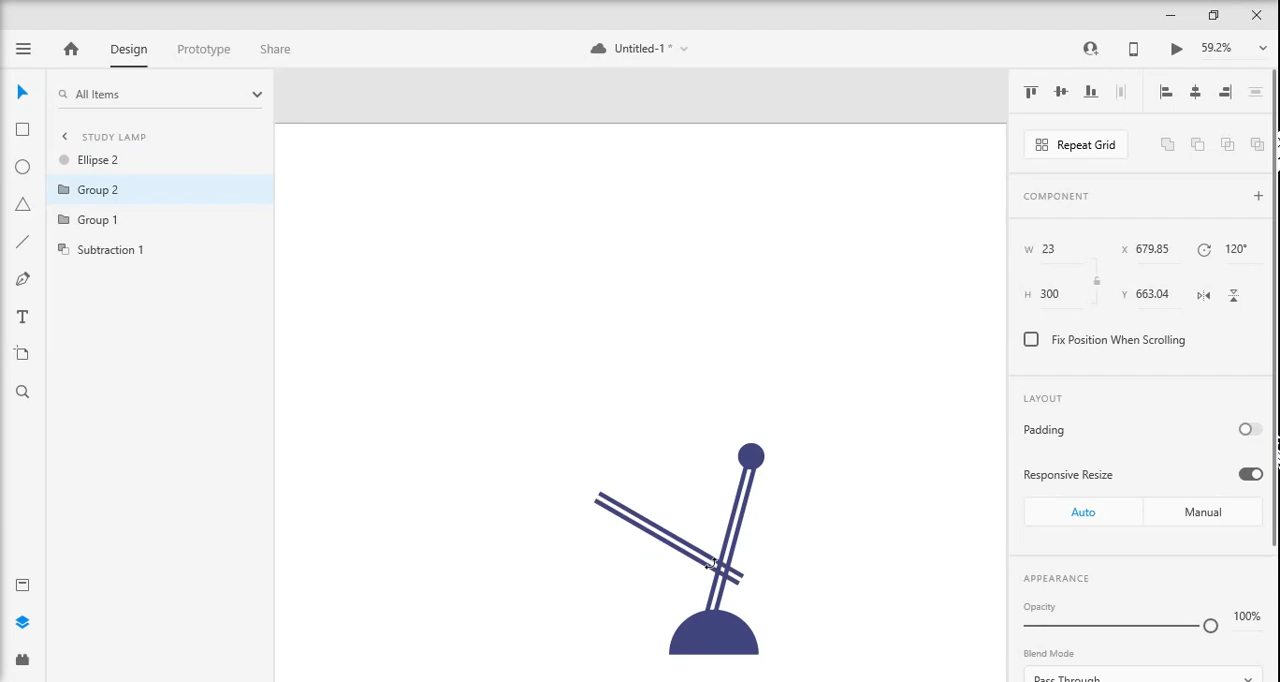 Design Prototype Share Untitled-1 * 59.2%
All Items
STUDY LAMP
Ellipse 2
Group 2
Group 1
Subtraction 1
Repeat Grid
COMPONENT
W 23 X 679.85 120°
H 300 Y 663.04
Fix Position When Scrolling
LAYOUT
Padding
Responsive Resize
Auto Manual
APPEARANCE
Opacity
100%
Blend Mode
Pass Through